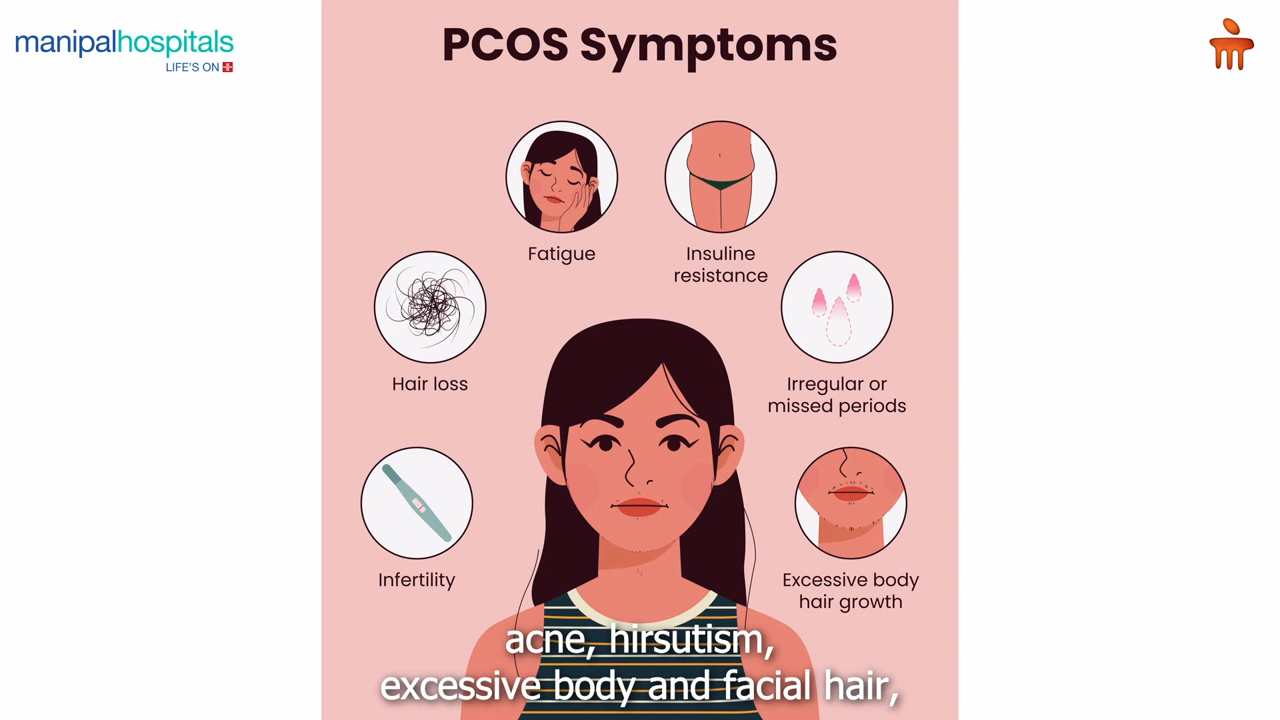 manipalhospitals
LIFE'S ON
PCOS Symptoms
Fatigue
Insuline
resistance
Hair loss
Irregular or
missed periods
Infertility
Excessive body
hair growth
acne, hirsutism,
excessive body and facial hair,